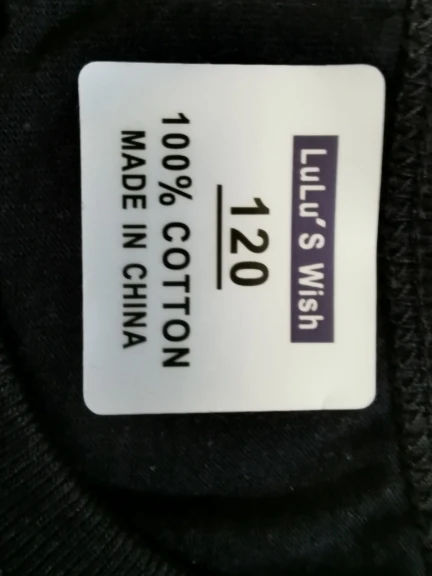 LuLu'S Wish
120
100% COTTON
MADE IN CHINA